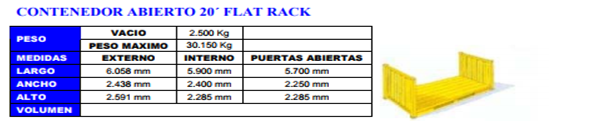 CONTENEDOR ABIERTO 20´ FLAT RACK
PESO VACIO 2.500 Kg
PESO MAXIMO 30.150 Kg
MEDIDAS EXTERNO INTERNO PUERTAS ABIERTAS
LARGO 6.058 mm 5.900 mm 5.700 mm
ANCHO 2.438 mm 2.400 mm 2.250 mm
ALTO 2.591 mm 2.285 mm 2.285 mm
VOLUMEN